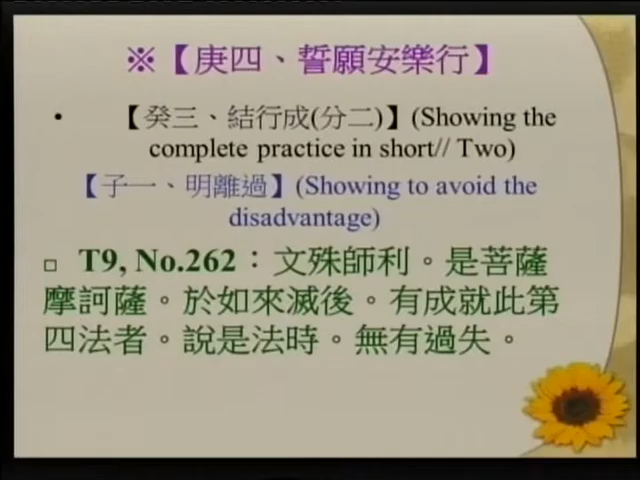 ※【庚四、誓願安樂行】
• 【癸三、結行成(分二)】(Showing the
complete practice in short// Two)
【子一、明離過】(Showing to avoid the
disadvantage)
□ T9, No.262：文殊師利。是菩薩
摩訶薩。於如來滅後。有成就此第
四法者。說是法時。無有過失。